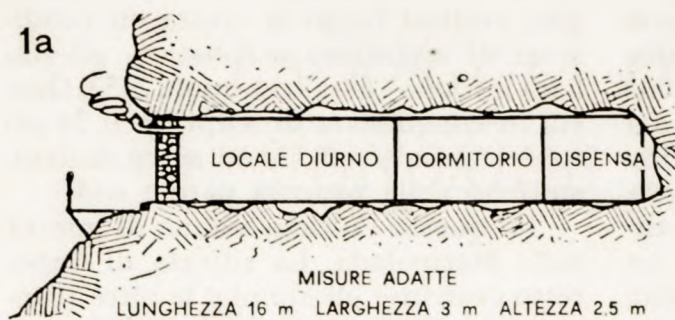 1a
LOCALE DIURNO DORMITORIO DISPENSA
MISURE ADATTE
LUNGHEZZA 16 m LARGHEZZA 3 m ALTEZZA 2,5 m